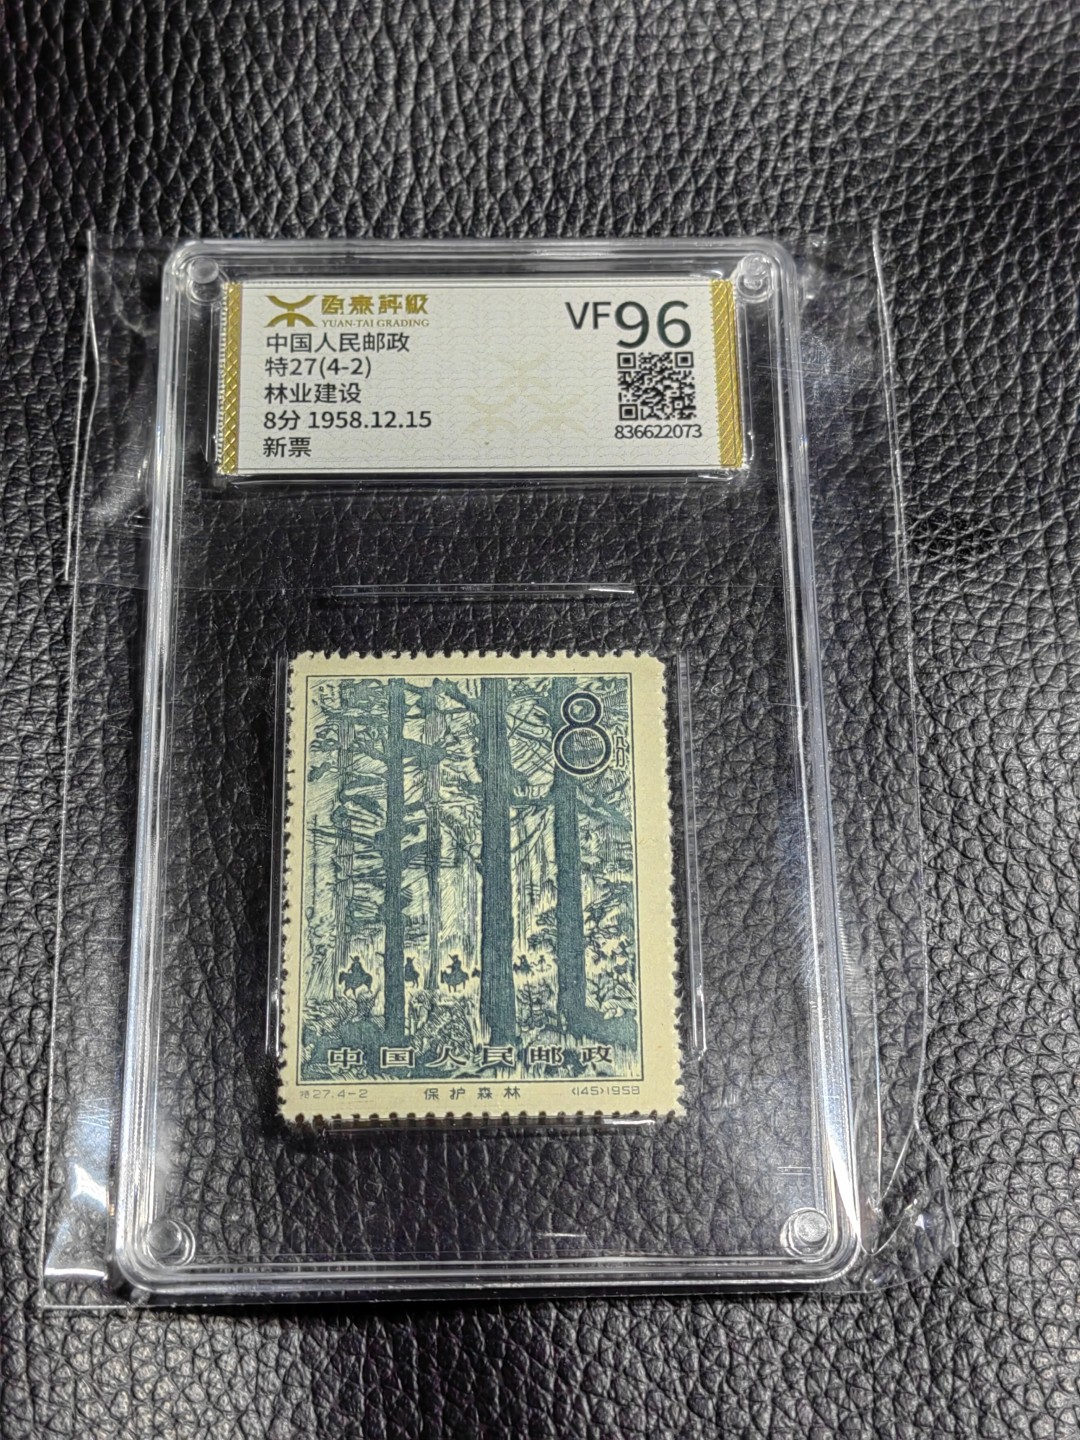 源泰評級
YUAN-TAI GRADING
中国人民邮政
特27(4-2)
林业建设
8分 1958.12.15
新票
VF96
836622073
8分
中国人民邮政
特27.4-2 保护森林 (145)1958